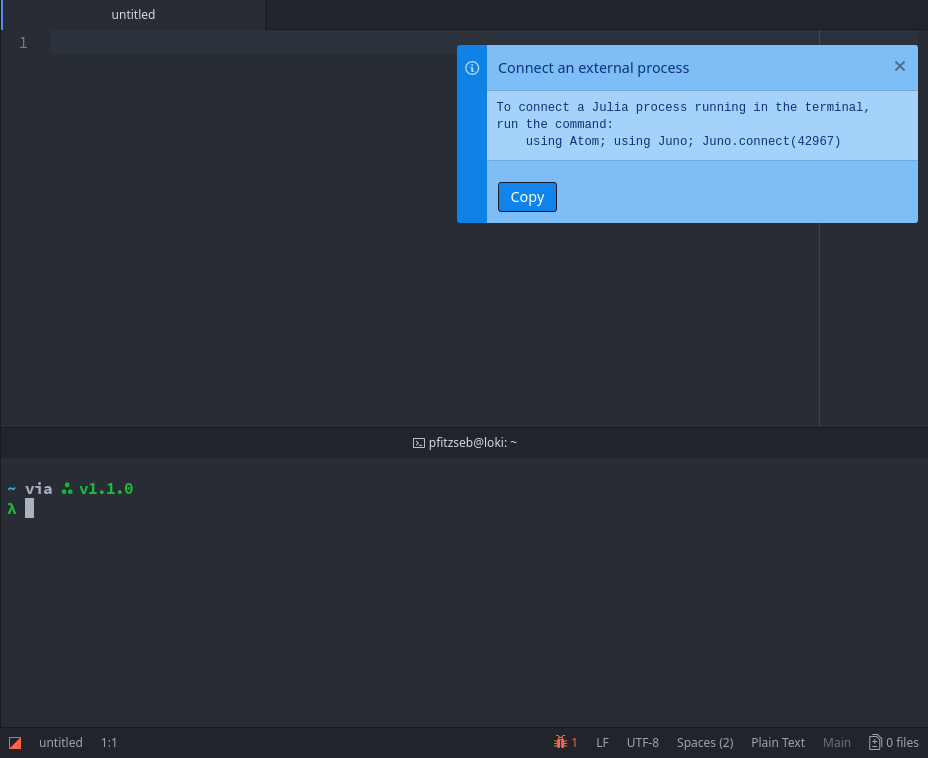 untitled
1
Connect an external process
To connect a Julia process running in the terminal,
run the command:
using Atom; using Juno; Juno.connect(42967)
Copy
pfitzseb@loki: ~
~ via v1.1.0
λ
untitled 1:1 1 LF UTF-8 Spaces (2) Plain Text Main 0 files